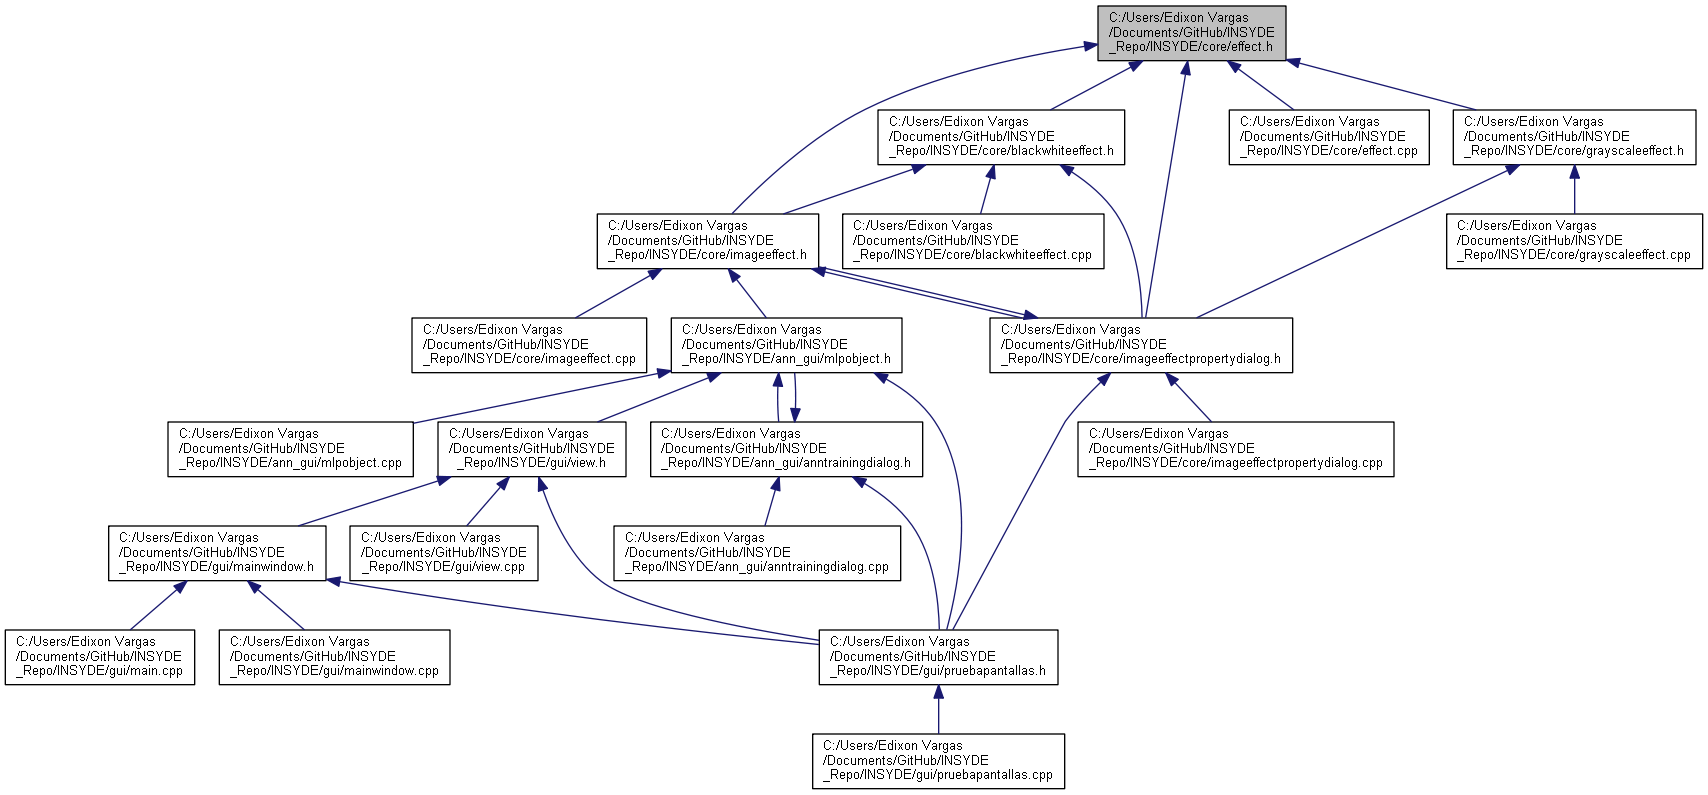 C:/Users/Edixon Vargas
/Documents/GitHub/INSYDE
_Repo/INSYDE/core/effect.h
C:/Users/Edixon Vargas
/Documents/GitHub/INSYDE
_Repo/INSYDE/core/blackwhiteeffect.h
C:/Users/Edixon Vargas
/Documents/GitHub/INSYDE
_Repo/INSYDE/core/effect.cpp
C:/Users/Edixon Vargas
/Documents/GitHub/INSYDE
_Repo/INSYDE/core/grayscaleeffect.h
C:/Users/Edixon Vargas
/Documents/GitHub/INSYDE
_Repo/INSYDE/core/imageeffect.h
C:/Users/Edixon Vargas
/Documents/GitHub/INSYDE
_Repo/INSYDE/core/blackwhiteeffect.cpp
C:/Users/Edixon Vargas
/Documents/GitHub/INSYDE
_Repo/INSYDE/core/grayscaleeffect.cpp
C:/Users/Edixon Vargas
/Documents/GitHub/INSYDE
_Repo/INSYDE/core/imageeffect.cpp
C:/Users/Edixon Vargas
/Documents/GitHub/INSYDE
_Repo/INSYDE/ann_gui/mlpobject.h
C:/Users/Edixon Vargas
/Documents/GitHub/INSYDE
_Repo/INSYDE/core/imageeffectpropertydialog.h
C:/Users/Edixon Vargas
/Documents/GitHub/INSYDE
_Repo/INSYDE/ann_gui/mlpobject.cpp
C:/Users/Edixon Vargas
/Documents/GitHub/INSYDE
_Repo/INSYDE/gui/view.h
C:/Users/Edixon Vargas
/Documents/GitHub/INSYDE
_Repo/INSYDE/ann_gui/anntrainingdialog.h
C:/Users/Edixon Vargas
/Documents/GitHub/INSYDE
_Repo/INSYDE/core/imageeffectpropertydialog.cpp
C:/Users/Edixon Vargas
/Documents/GitHub/INSYDE
_Repo/INSYDE/gui/mainwindow.h
C:/Users/Edixon Vargas
/Documents/GitHub/INSYDE
_Repo/INSYDE/gui/view.cpp
C:/Users/Edixon Vargas
/Documents/GitHub/INSYDE
_Repo/INSYDE/ann_gui/anntrainingdialog.cpp
C:/Users/Edixon Vargas
/Documents/GitHub/INSYDE
_Repo/INSYDE/gui/main.cpp
C:/Users/Edixon Vargas
/Documents/GitHub/INSYDE
_Repo/INSYDE/gui/mainwindow.cpp
C:/Users/Edixon Vargas
/Documents/GitHub/INSYDE
_Repo/INSYDE/gui/pruebapantallas.h
C:/Users/Edixon Vargas
/Documents/GitHub/INSYDE
_Repo/INSYDE/gui/pruebapantallas.cpp